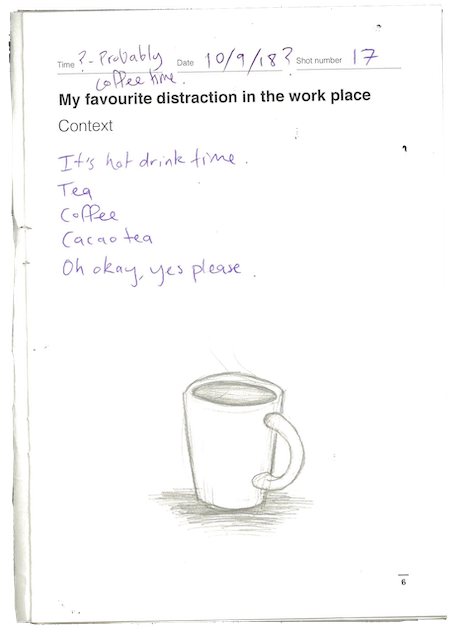 Time ? - Probably coffee time. Date 10/9/18? Shot number 17
My favourite distraction in the work place
Context
It's hot drink time.
Tea
Coffee
Cacao tea
Oh okay, yes please.
6